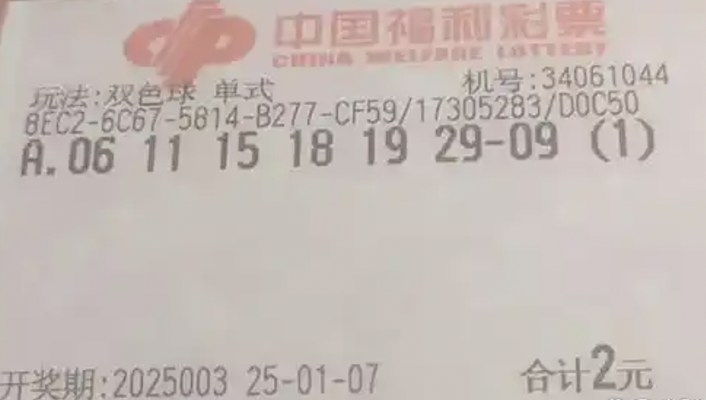 中国福利彩票
CHINA WELFARE LOTTERY
玩法:双色球 单式 机号:34061044
8EC2-6C67-5814-B277-CF59/17305283/D0C50
A.06 11 15 18 19 29-09 (1)
开奖期:2025003 25-01-07 合计2元